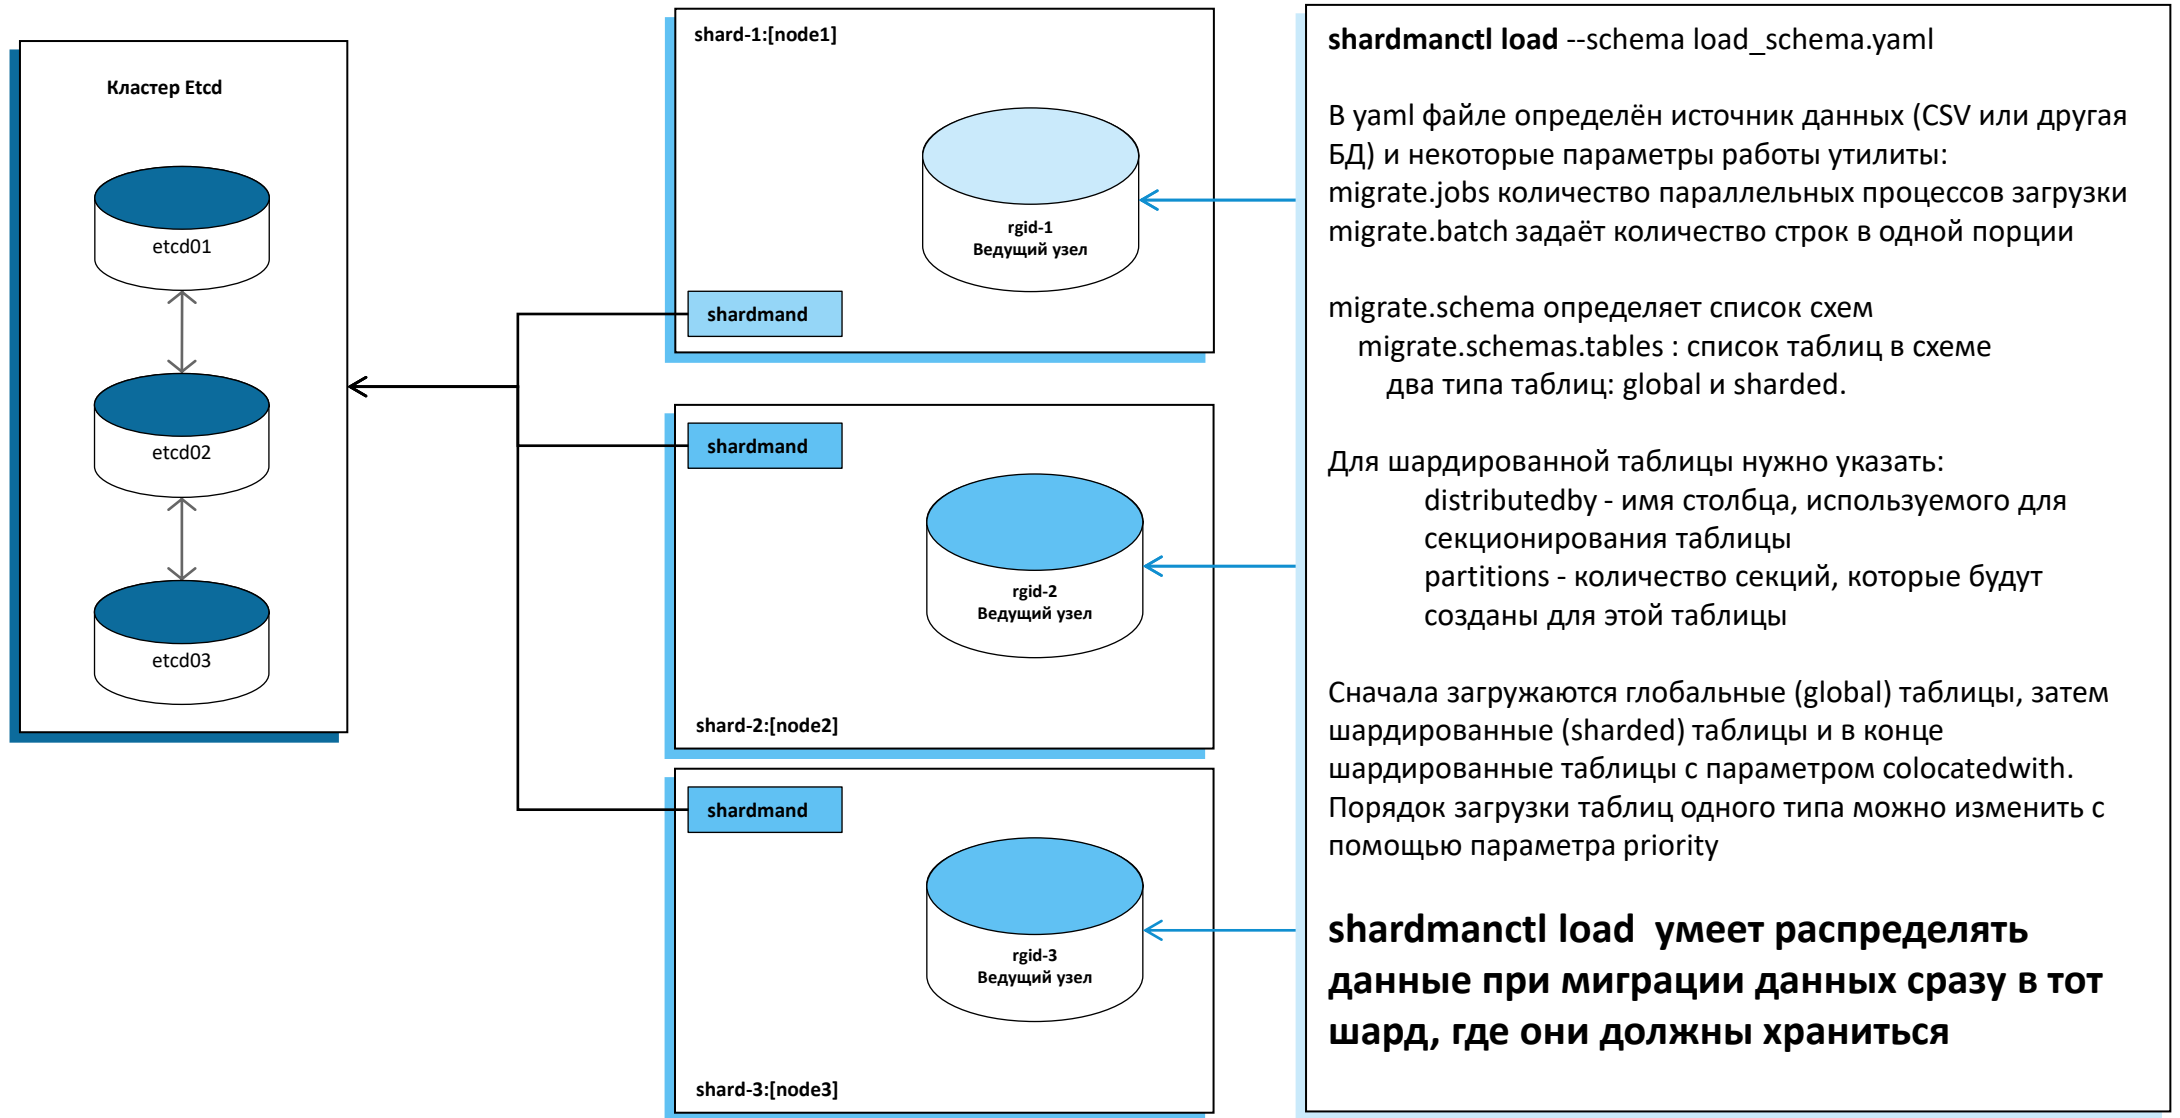 Кластер Etcd
etcd01
etcd02
etcd03
shard-1:[node1]
rgid-1
Ведущий узел
shardmand
shardmand
rgid-2
Ведущий узел
shard-2:[node2]
shardmand
rgid-3
Ведущий узел
shard-3:[node3]
shardmanctl load --schema load_schema.yaml
В yaml файле определён источник данных (CSV или другая
БД) и некоторые параметры работы утилиты:
migrate.jobs количество параллельных процессов загрузки
migrate.batch задаёт количество строк в одной порции
migrate.schema определяет список схем
migrate.schemas.tables : список таблиц в схеме
два типа таблиц: global и sharded.
Для шардированной таблицы нужно указать:
distributedby - имя столбца, используемого для
секционирования таблицы
partitions - количество секций, которые будут
созданы для этой таблицы
Сначала загружаются глобальные (global) таблицы, затем
шардированные (sharded) таблицы и в конце
шардированные таблицы с параметром colocatedwith.
Порядок загрузки таблиц одного типа можно изменить с
помощью параметра priority
shardmanctl load  умеет распределять
данные при миграции данных сразу в тот
шард, где они должны храниться